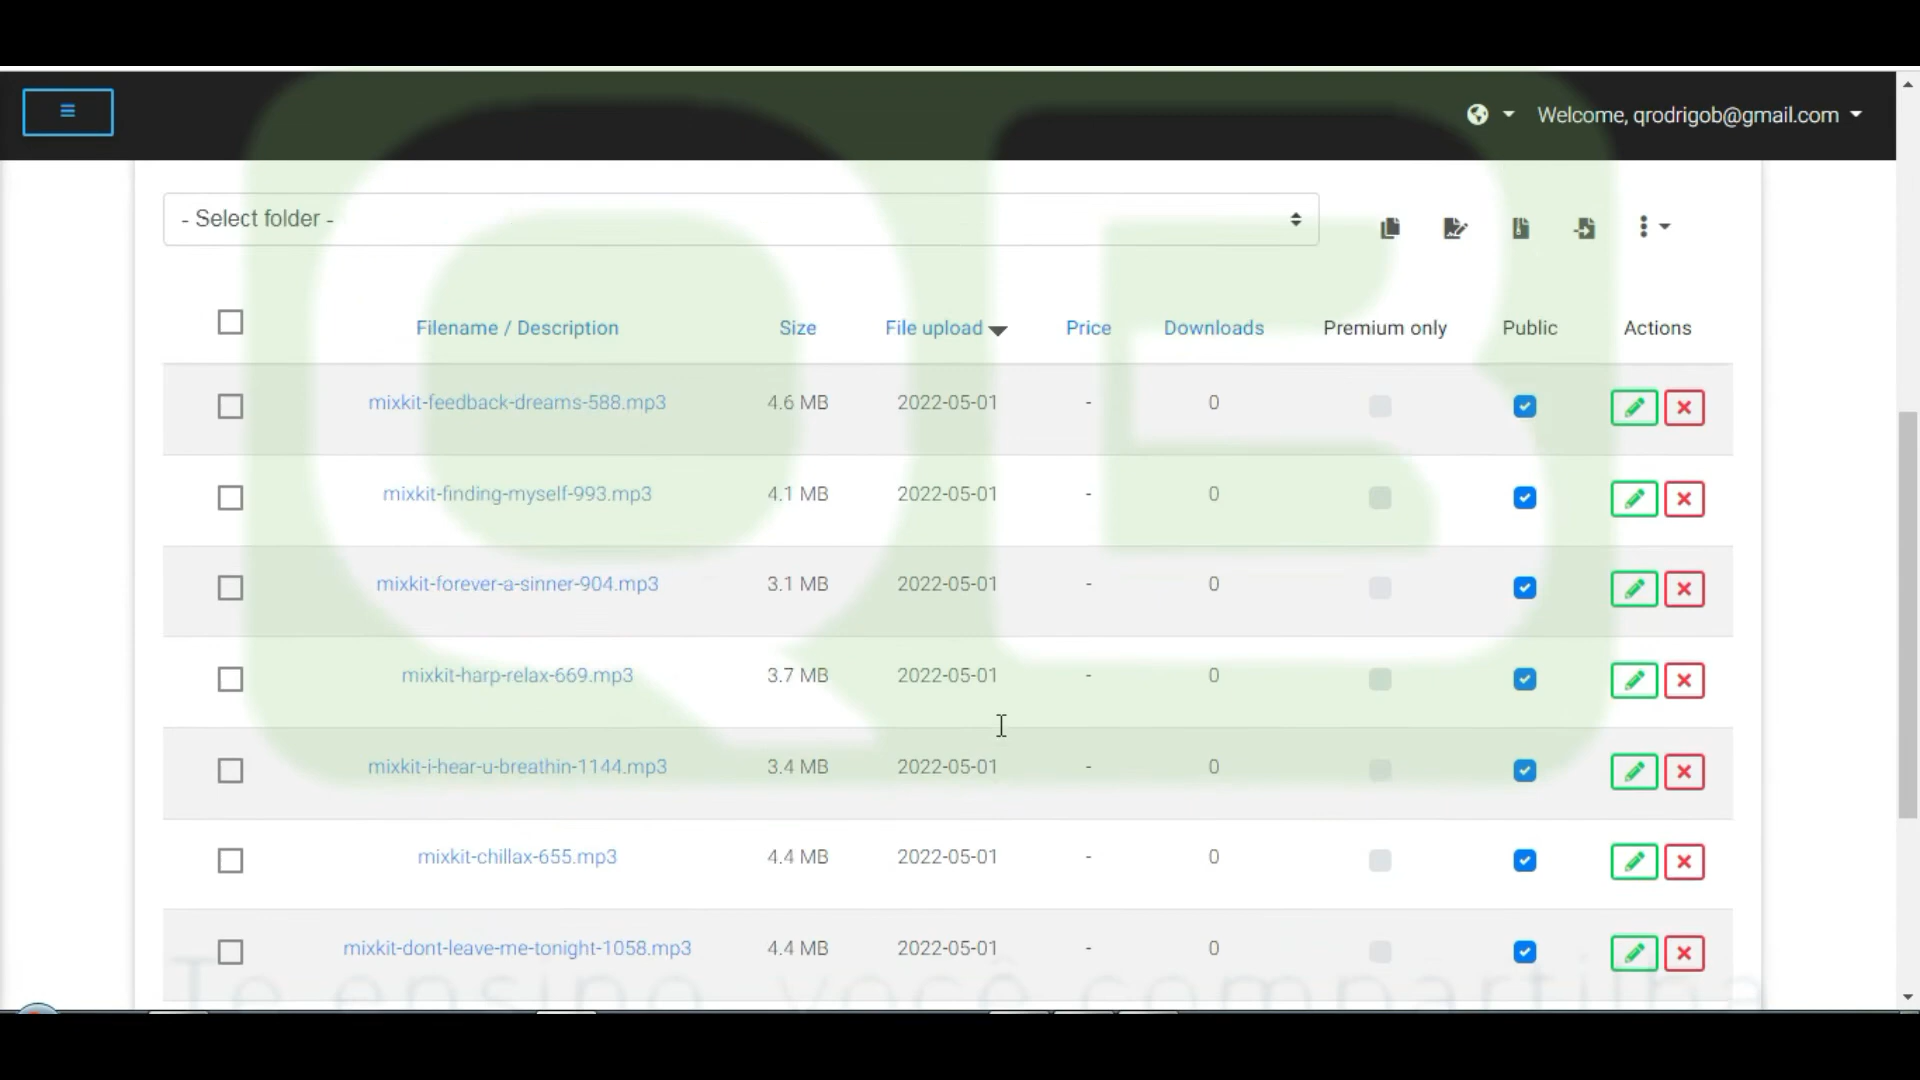 Welcome, qrodrigob@gmail.com
- Select folder -
Filename / Description Size File upload Price Downloads Premium only Public Actions
mixkit-feedback-dreams-588.mp3 4.6 MB 2022-05-01 - 0
mixkit-finding-myself-993.mp3 4.1 MB 2022-05-01 - 0
mixkit-forever-a-sinner-904.mp3 3.1 MB 2022-05-01 - 0
mixkit-harp-relax-669.mp3 3.7 MB 2022-05-01 - 0
mixkit-i-hear-u-breathin-1144.mp3 3.4 MB 2022-05-01 - 0
mixkit-chillax-655.mp3 4.4 MB 2022-05-01 - 0
mixkit-dont-leave-me-tonight-1058.mp3 4.4 MB 2022-05-01 - 0
Te ensino, você compartilha
QB